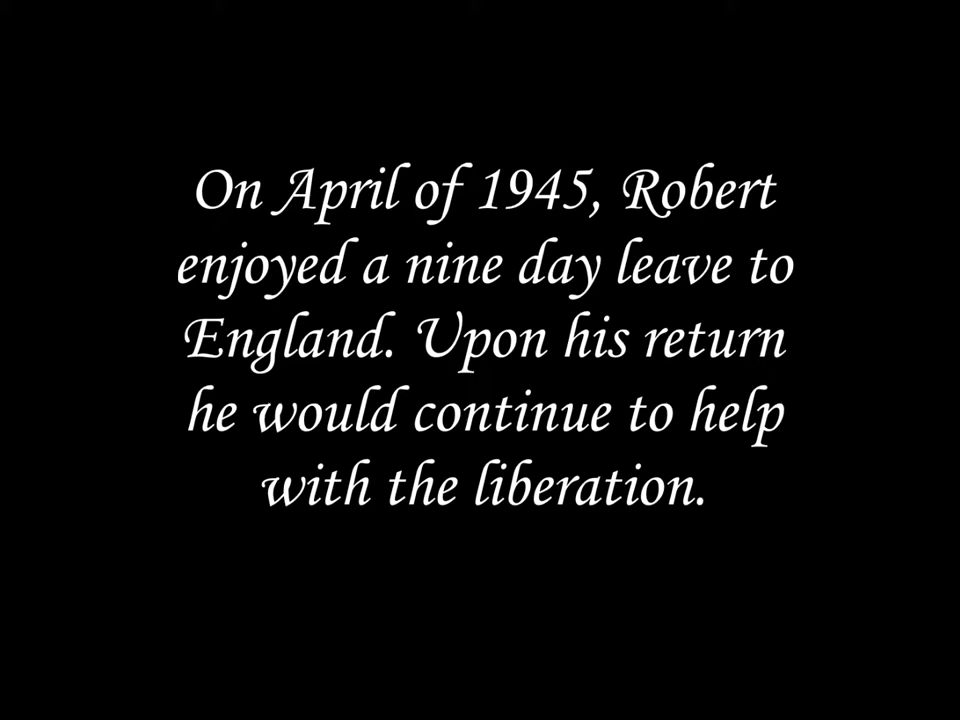 On April of 1945, Robert
enjoyed a nine day leave to
England. Upon his return
he would continue to help
with the liberation.